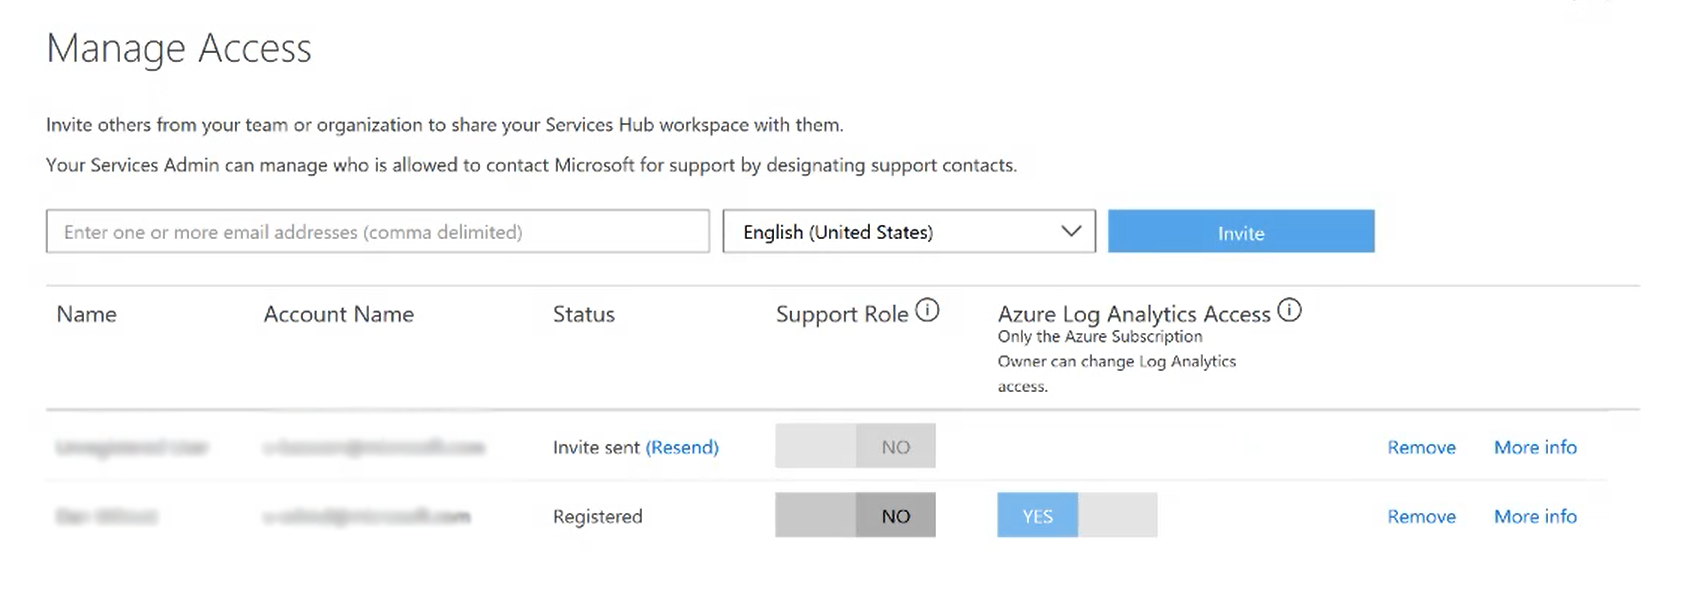 Manage Access
Invite others from your team or organization to share your Services Hub workspace with them.
Your Services Admin can manage who is allowed to contact Microsoft for support by designating support contacts.
Enter one or more email addresses (comma delimited) English (United States) Invite
Name Account Name Status Support Role Azure Log Analytics Access
Only the Azure Subscription
Owner can change Log Analytics
access.
Invite sent (Resend) NO Remove More info
Registered NO YES Remove More info